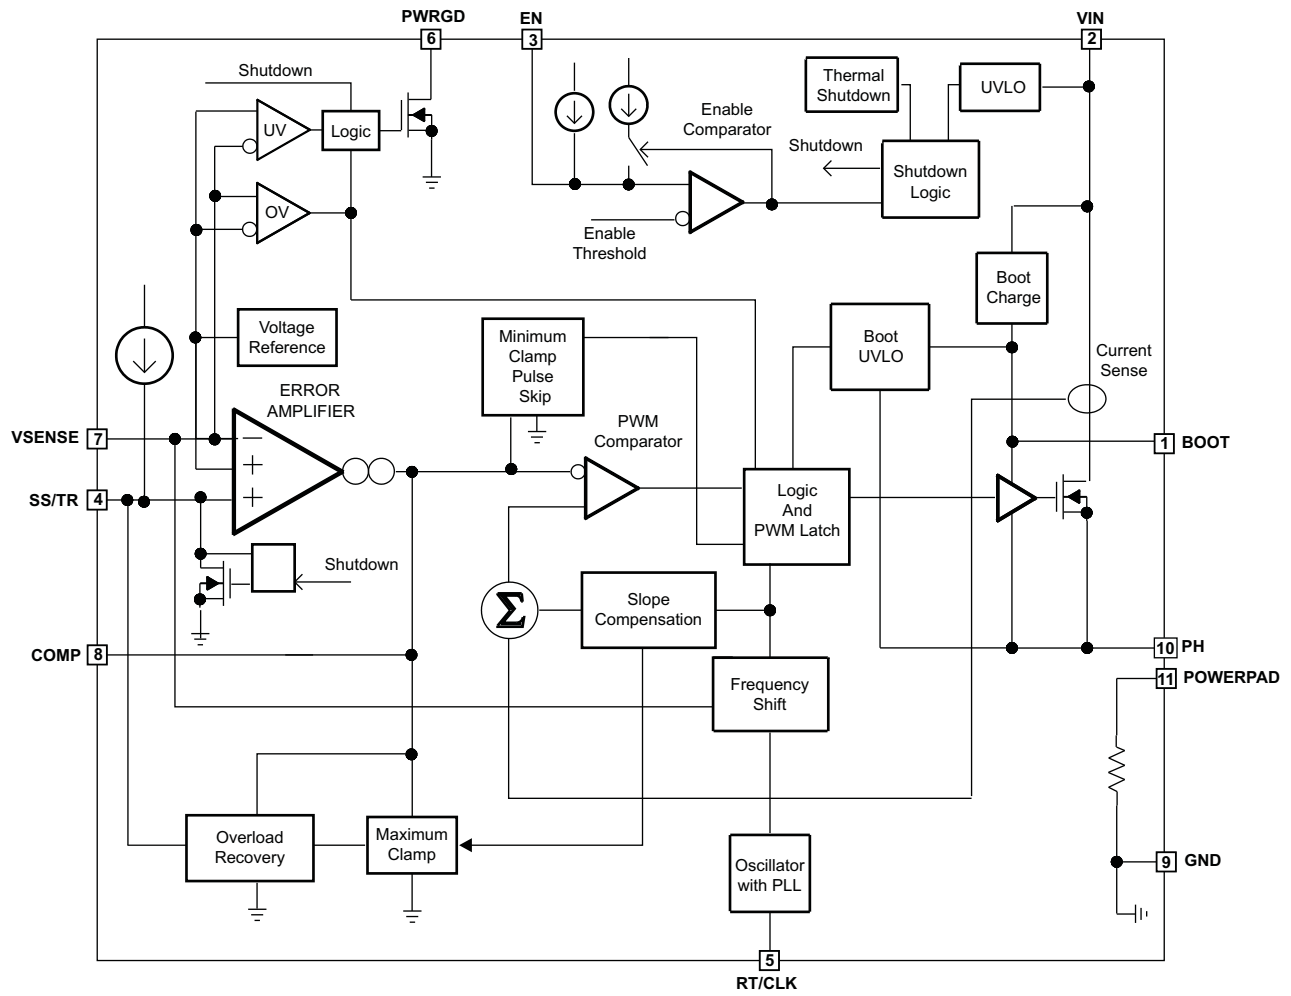 PWRGD
EN
VIN
6
3
2
Shutdown
Thermal
Shutdown
UVLO
Enable
Comparator
UV
Logic
Shutdown
Shutdown
Logic
OV
Enable
Threshold
Boot
Charge
Voltage
Reference
Minimum
Clamp
Pulse
Skip
Boot
UVLO
Current
Sense
ERROR
AMPLIFIER
PWM
Comparator
VSENSE
7
−
1
BOOT
+
SS/TR
4
+
Logic
And
PWM Latch
Shutdown
Σ
Slope
Compensation
COMP
8
10
PH
11
POWERPAD
Frequency
Shift
Overload
Recovery
Maximum
Clamp
Oscillator
with PLL
9
GND
5
RT/CLK